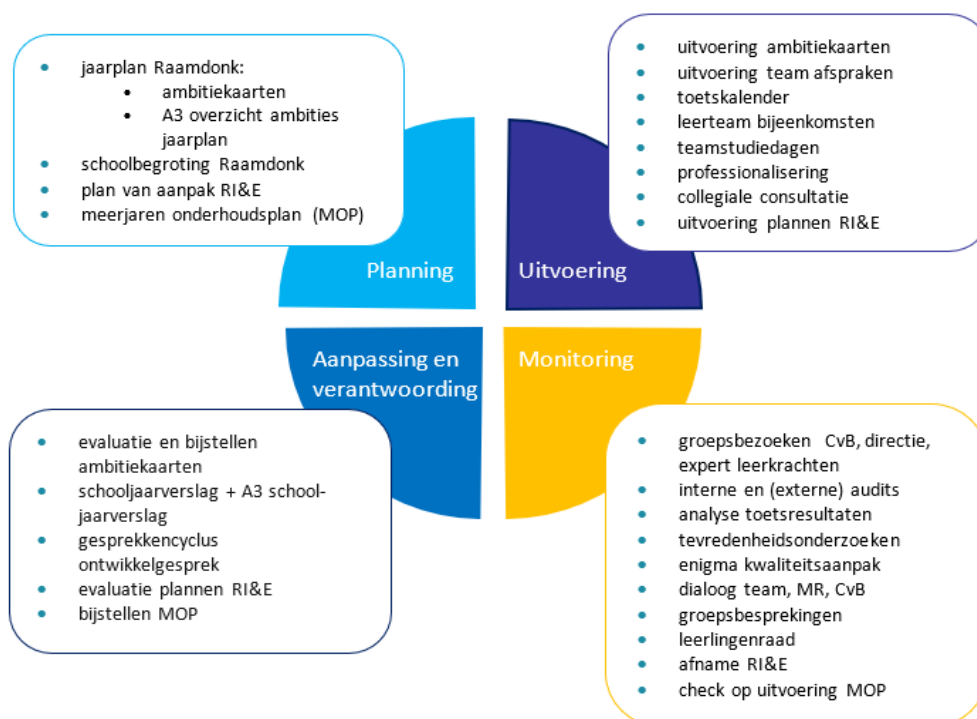 jaarplan Raamdonk:
ambitiekaarten
A3 overzicht ambities
jaarplan
schoolbegroting Raamdonk
plan van aanpak RI&E
meerjaren onderhoudsplan (MOP)
Planning
uitvoering ambitiekaarten
uitvoering team afspraken
toetskalender
leerteam bijeenkomsten
teamstudiedagen
professionalisering
collegiale consultatie
uitvoering plannen RI&E
Uitvoering
Aanpassing en
verantwoording
evaluatie en bijstellen
ambitiekaarten
schooljaarverslag + A3 school-
jaarverslag
gesprekkencyclus
ontwikkelgesprek
evaluatie plannen RI&E
bijstellen MOP
Monitoring
groepsbezoeken CvB, directie,
expert leerkrachten
interne en (externe) audits
analyse toetsresultaten
tevredenheidsonderzoeken
enigma kwaliteitsaanpak
dialoog team, MR, CvB
groepsbesprekingen
leerlingenraad
afname RI&E
check op uitvoering MOP